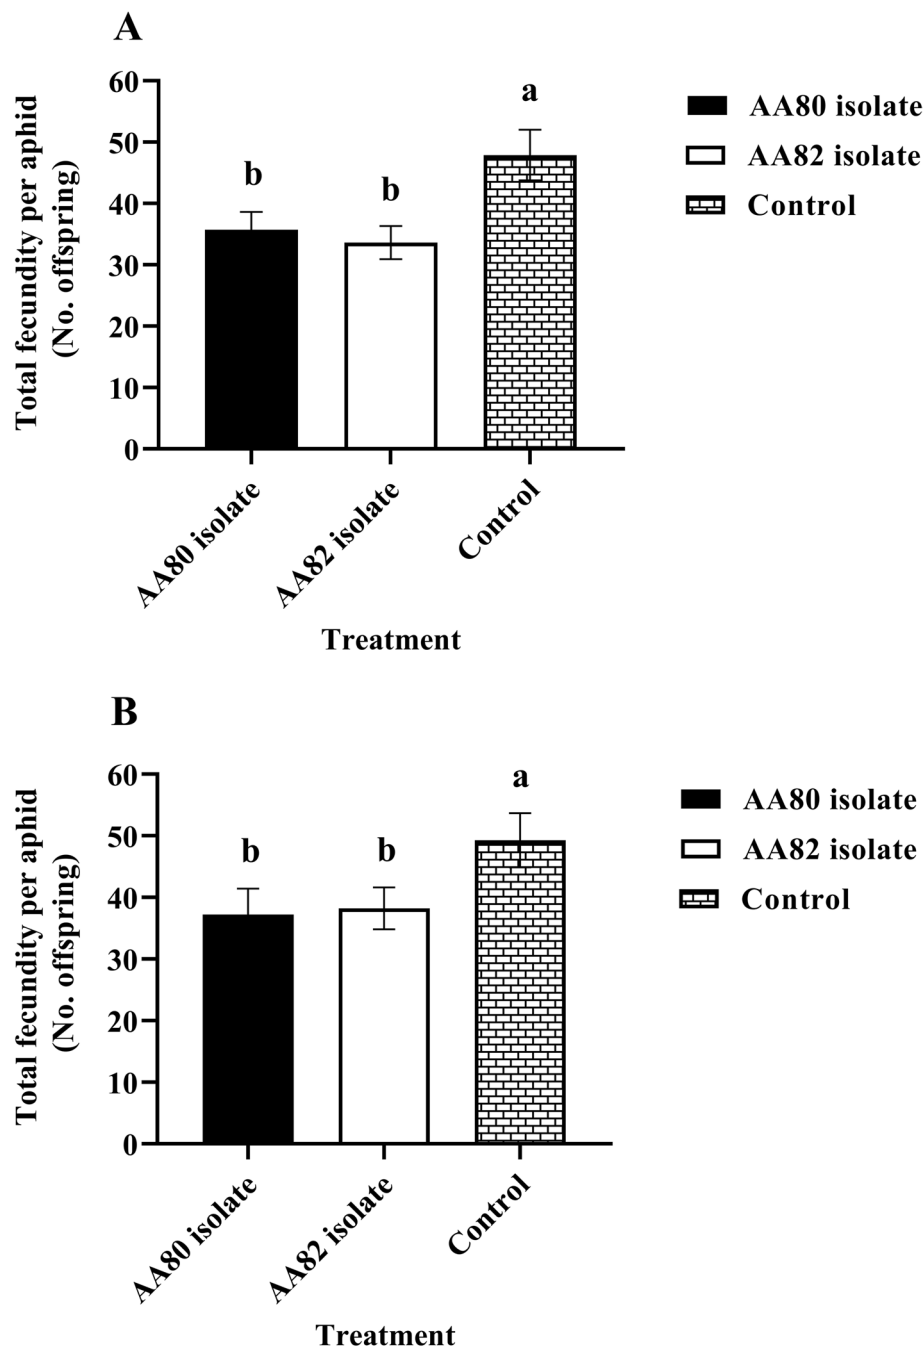 A
Total fecundity per aphid
(No. offspring)
60
50
40
30
20
10
0
b
b
a
AA80 isolate
AA82 isolate
Control
Treatment
AA80 isolate
AA82 isolate
Control
B
Total fecundity per aphid
(No. offspring)
60
50
40
30
20
10
0
b
b
a
AA80 isolate
AA82 isolate
Control
Treatment
AA80 isolate
AA82 isolate
Control